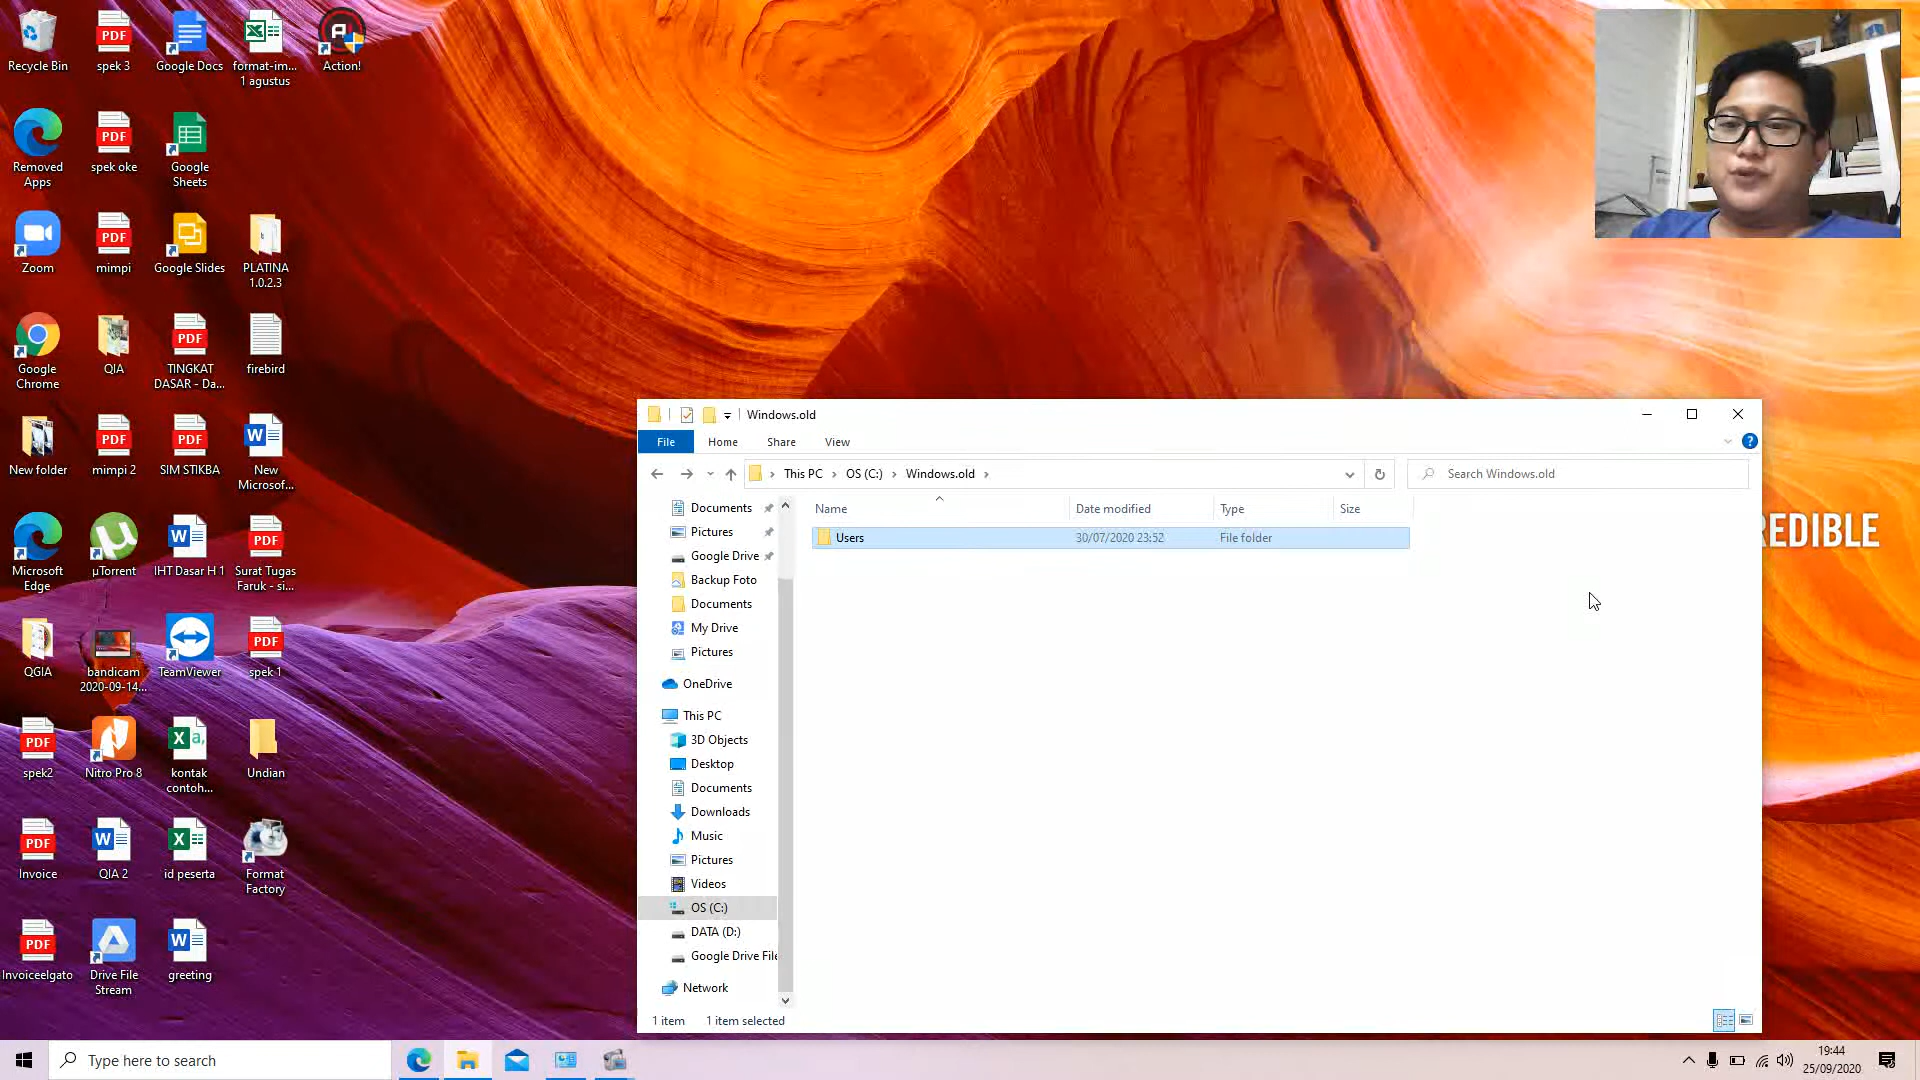 Recycle Bin
spek 3
Google Docs
format-im...
1 agustus
Action!
Removed
Apps
spek oke
Google
Sheets
Zoom
mimpi
Google Slides
PLATINA
1.0.2.3
Google
Chrome
QIA
TINGKAT
DASAR - Da...
firebird
New folder
mimpi 2
SIM STIKBA
New
Microsof...
Microsoft
Edge
µTorrent
IHT Dasar H 1
Surat Tugas
Faruk - si...
QGIA
bandicam
2020-09-14...
TeamViewer
spek 1
spek2
Nitro Pro 8
kontak
contoh...
Undian
Invoice
QIA 2
id peserta
Format
Factory
Invoiceelgato
Drive File
Stream
greeting
REDIBLE
Windows.old
File
Home
Share
View
This PC
OS (C:)
Windows.old
Search Windows.old
Name
Date modified
Type
Size
Users
30/07/2020 23:52
File folder
Documents
Pictures
Google Drive
Backup Foto
Documents
My Drive
Pictures
OneDrive
This PC
3D Objects
Desktop
Documents
Downloads
Music
Pictures
Videos
OS (C:)
DATA (D:)
Google Drive File
Network
1 item
1 item selected
Type here to search
19:44
25/09/2020